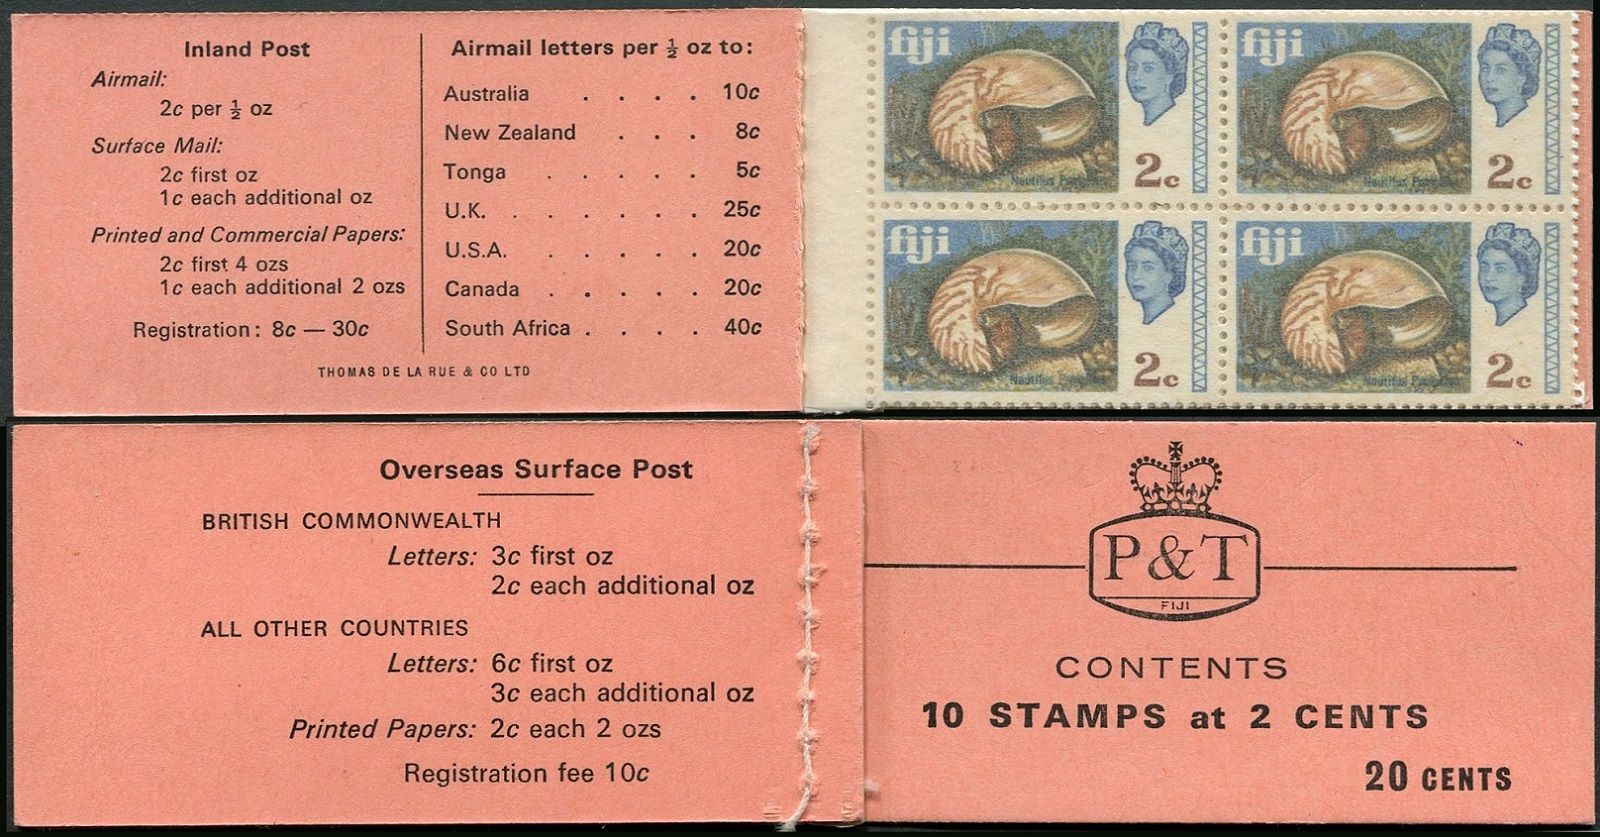 Inland Post
Airmail:
2c per ½ oz
Surface Mail:
2c first oz
1c each additional oz
Printed and Commercial Papers:
2c first 4 ozs
1c each additional 2 ozs
Registration: 8c — 30c
Airmail letters per ½ oz to:
Australia . . . . 10c
New Zealand . . . 8c
Tonga . . . . . 5c
U.K. . . . . . . 25c
U.S.A. . . . . . 20c
Canada . . . . . 20c
South Africa . . . . 40c
THOMAS DE LA RUE & CO LTD
fiji
Nautilus
2c
fiji
Nautilus
2c
fiji
Nautilus
2c
fiji
Nautilus
2c
Overseas Surface Post
BRITISH COMMONWEALTH
Letters: 3c first oz
2c each additional oz
ALL OTHER COUNTRIES
Letters: 6c first oz
3c each additional oz
Printed Papers: 2c each 2 ozs
Registration fee 10c
P & T
FIJI
CONTENTS
10 STAMPS at 2 CENTS
20 CENTS